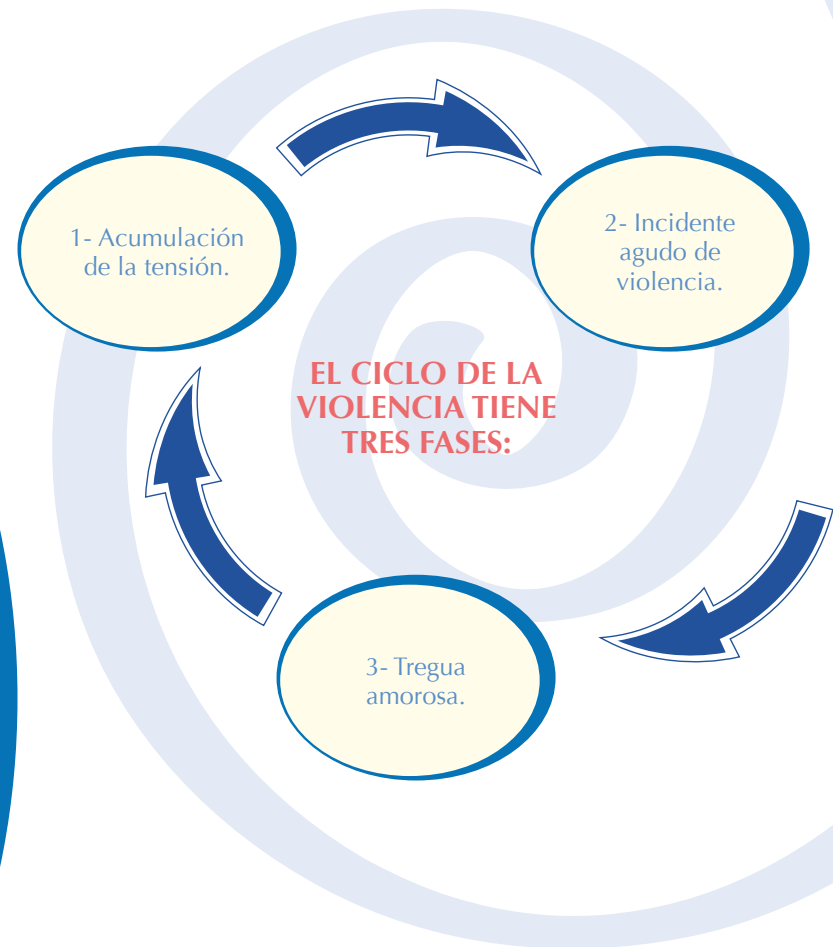 1- Acumulación
de la tensión.
2- Incidente
agudo de
violencia.
EL CICLO DE LA
VIOLENCIA TIENE
TRES FASES:
3- Tregua
amorosa.